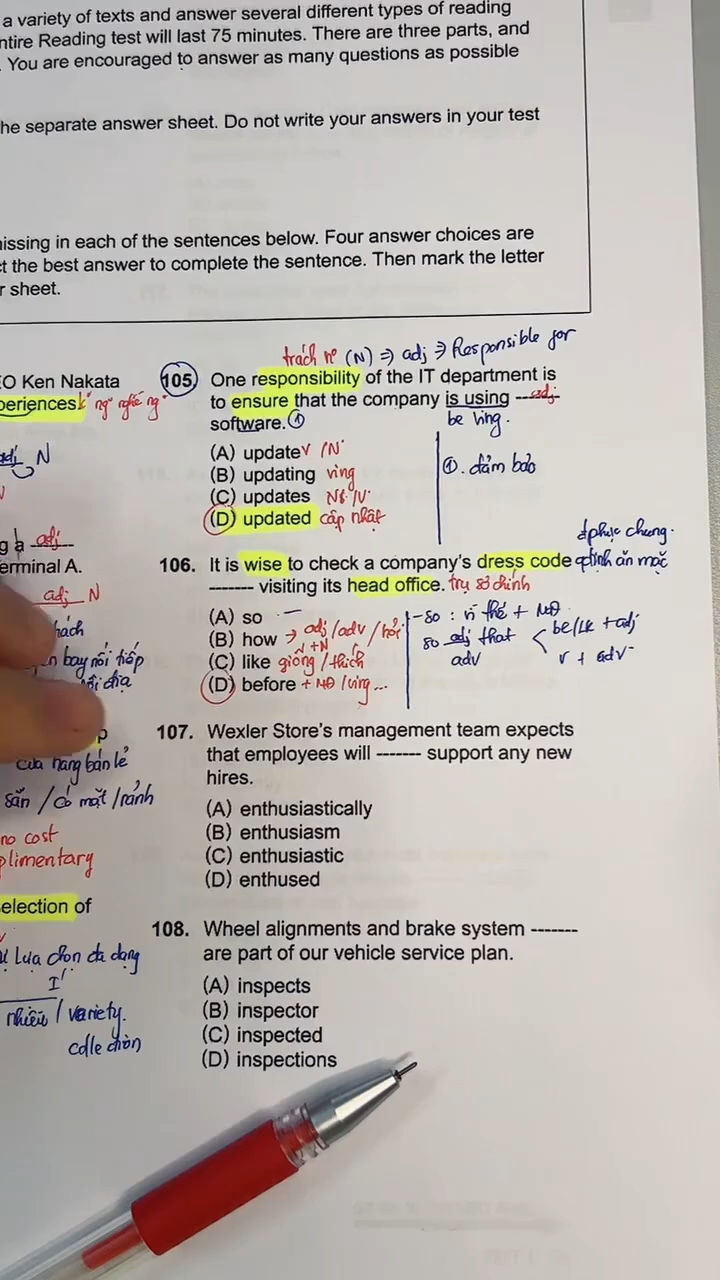 a variety of texts and answer several different types of reading
ntire Reading test will last 75 minutes. There are three parts, and
. You are encouraged to answer as many questions as possible
he separate answer sheet. Do not write your answers in your test
nissing in each of the sentences below. Four answer choices are
ct the best answer to complete the sentence. Then mark the letter
r sheet.
EO Ken Nakata
periences
N
g a adj
erminal A.
adj N
của hàng bán lẻ
sẵn / có mặt / rảnh
no cost
plimentary
election of
lựa chọn đa dạng
nhiều / variety.
trách n° (N) ⇒ adj ⇒ Responsible for
105. One responsibility of the IT department is
to ensure that the company is using ---adj---
software. ① be Ving.
(A) update V / N
(B) updating Ving
(C) updates Ns / V
(D) updated cập nhật
①. đảm bảo
106. It is wise to check a company's dress code
------- visiting its head office. trụ sở chính
(A) so
(B) how → adj / adv / hỏi
(C) like giống / thích
(D) before + MĐ / Ving...
- so : vì thế + MĐ
so adj that < be/LK + adj
adv V + adv
107. Wexler Store's management team expects
that employees will ------- support any new
hires.
(A) enthusiastically
(B) enthusiasm
(C) enthusiastic
(D) enthused
108. Wheel alignments and brake system -------
are part of our vehicle service plan.
(A) inspects
(B) inspector
(C) inspected
(D) inspections